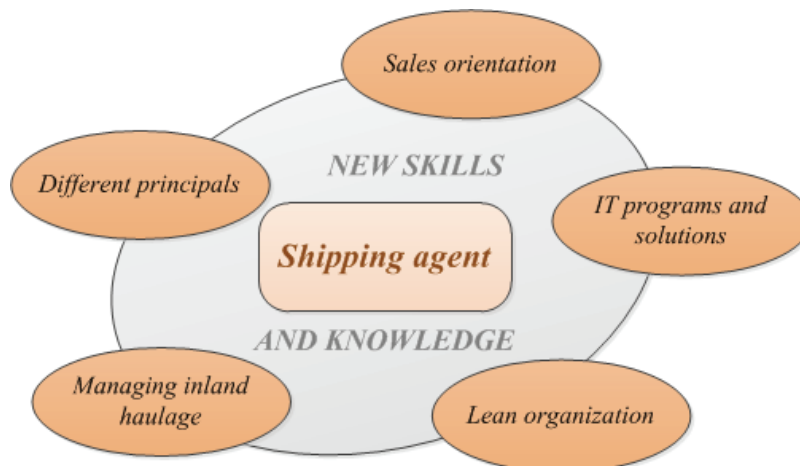 Sales orientation
NEW SKILLS
Different principals
IT programs and
solutions
Shipping agent
AND KNOWLEDGE
Managing inland
haulage
Lean organization